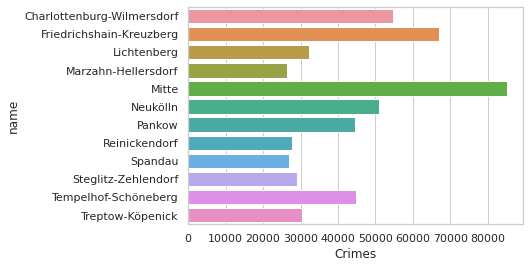 Charlottenburg-Wilmersdorf
Friedrichshain-Kreuzberg
Lichtenberg
Marzahn-Hellersdorf
Mitte
Neukölln
Pankow
Reinickendorf
Spandau
Steglitz-Zehlendorf
Tempelhof-Schöneberg
Treptow-Köpenick
name
0 10000 20000 30000 40000 50000 60000 70000 80000
Crimes